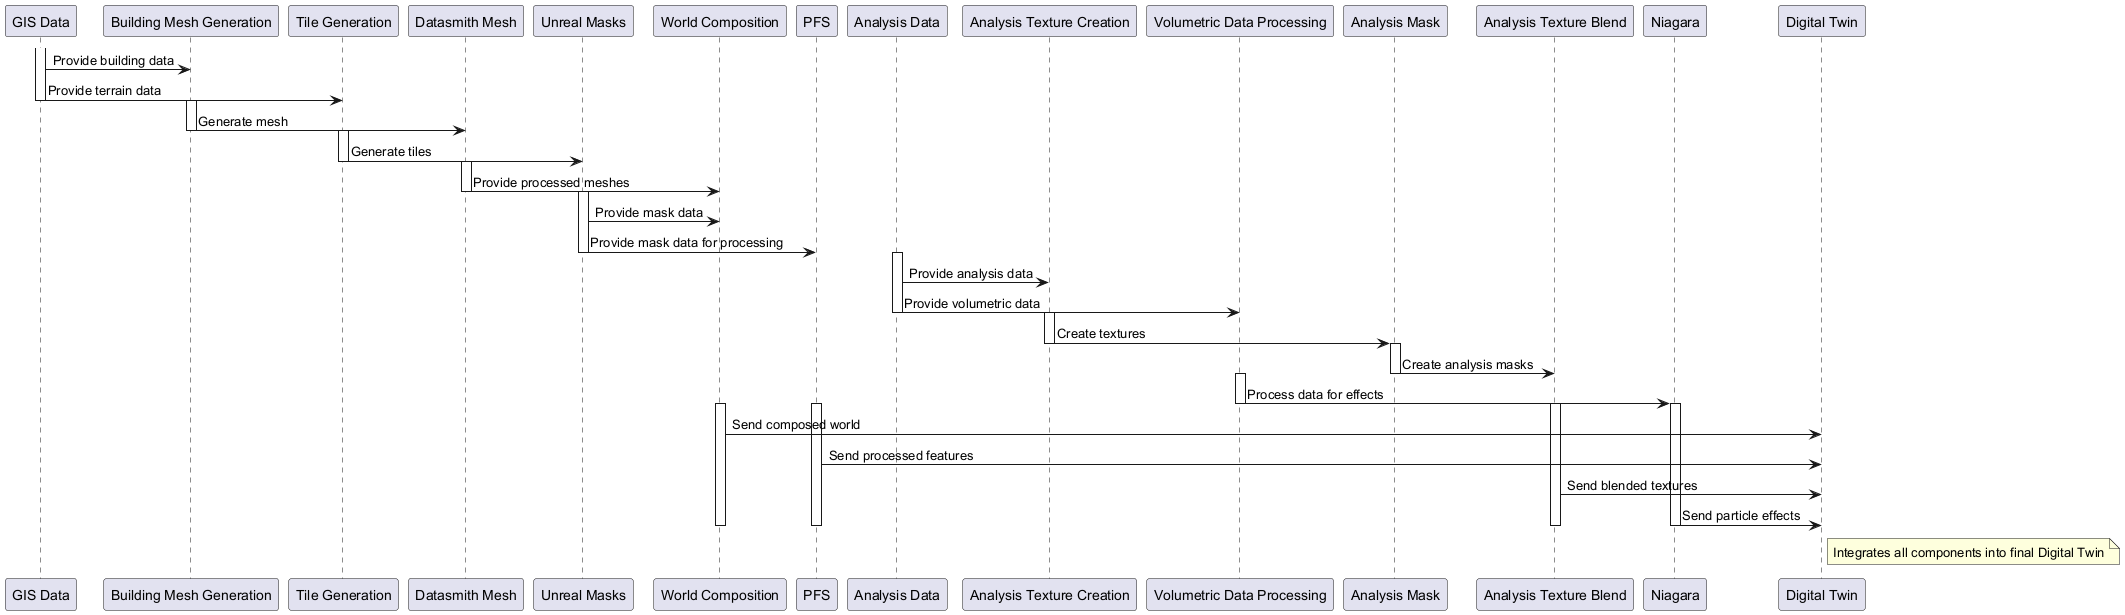 GIS Data
Building Mesh Generation
Tile Generation
Datasmith Mesh
Unreal Masks
World Composition
PFS
Analysis Data
Analysis Texture Creation
Volumetric Data Processing
Analysis Mask
Analysis Texture Blend
Niagara
Digital Twin
Provide building data
Provide terrain data
Generate mesh
Generate tiles
Provide processed meshes
Provide mask data
Provide mask data for processing
Provide analysis data
Provide volumetric data
Create textures
Create analysis masks
Process data for effects
Send composed world
Send processed features
Send blended textures
Send particle effects
Integrates all components into final Digital Twin
GIS Data
Building Mesh Generation
Tile Generation
Datasmith Mesh
Unreal Masks
World Composition
PFS
Analysis Data
Analysis Texture Creation
Volumetric Data Processing
Analysis Mask
Analysis Texture Blend
Niagara
Digital Twin